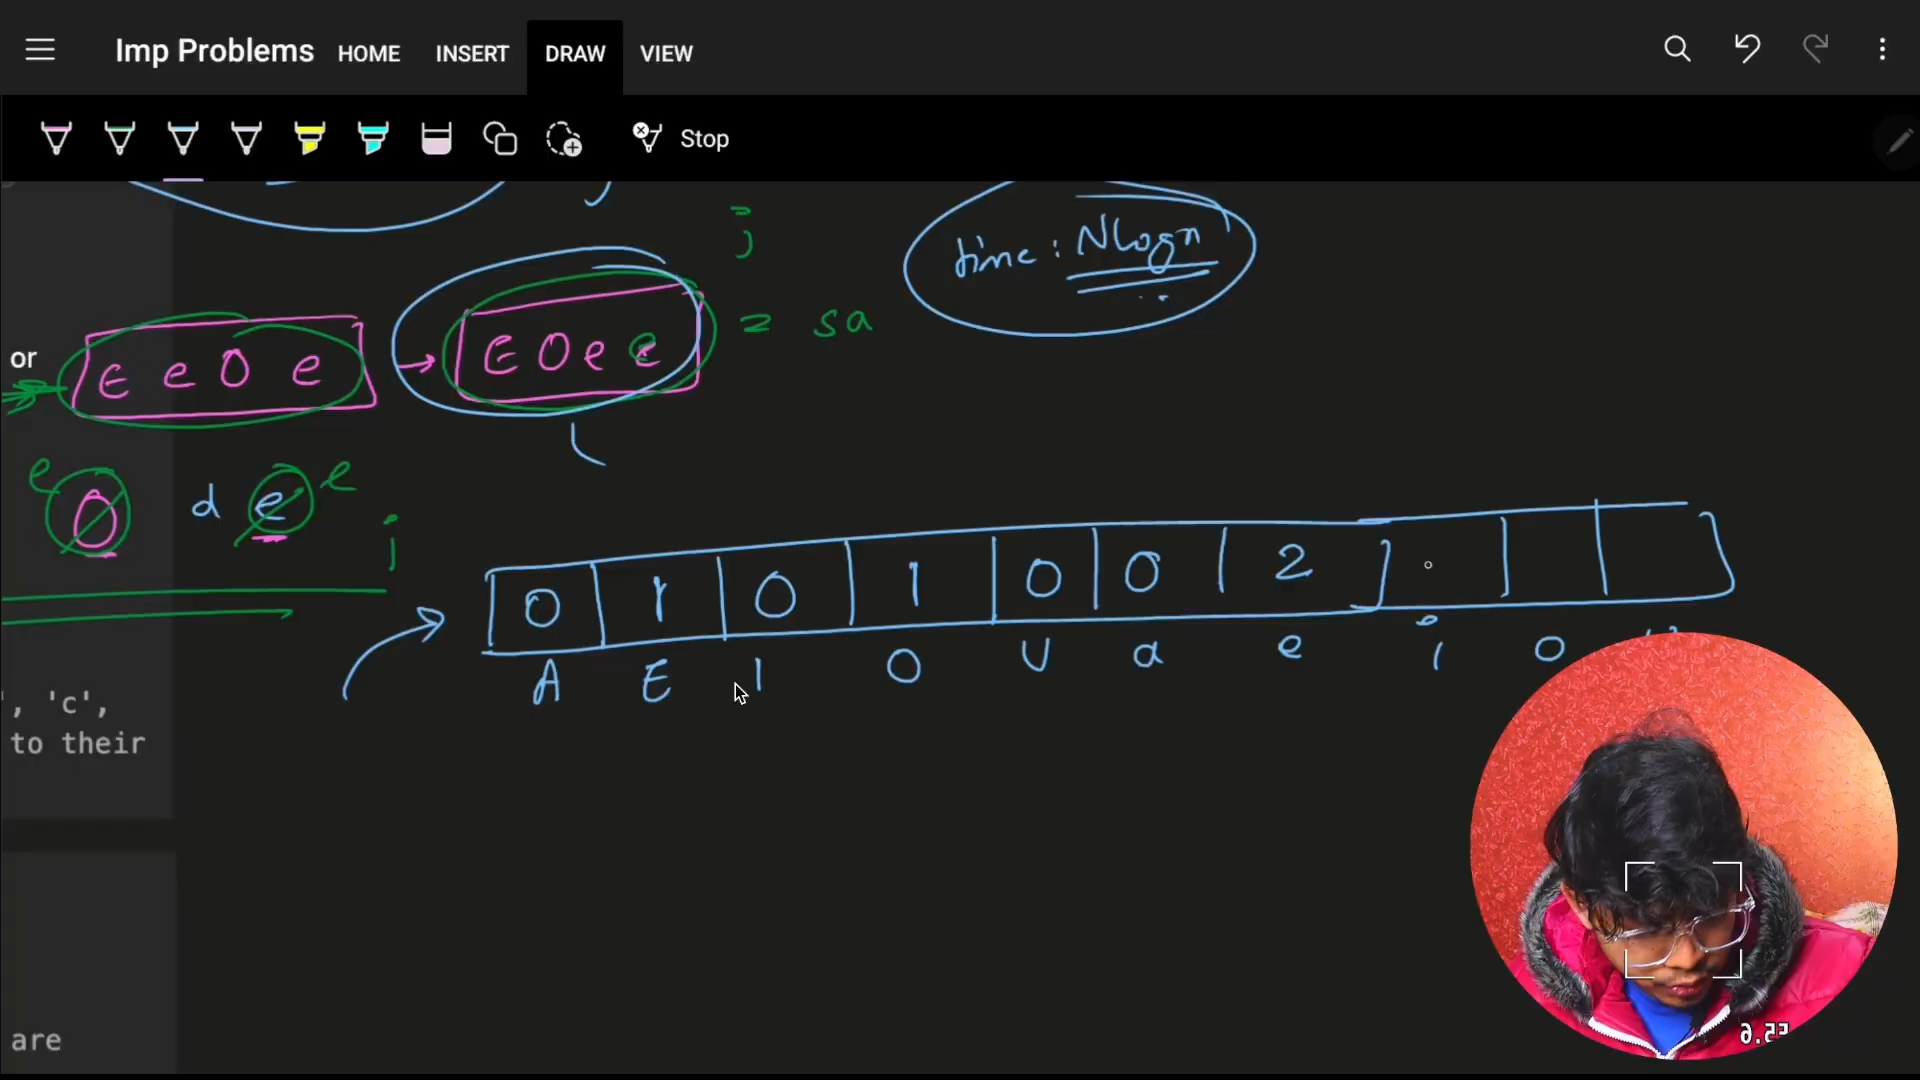 Imp Problems HOME INSERT DRAW VIEW
Stop
j
time: Nlogn
or
E e O e → E O e e = sa
e O d e e
j
0 1 0 1 0 0 2
A E I O U a e i o
', 'c',
to their
are